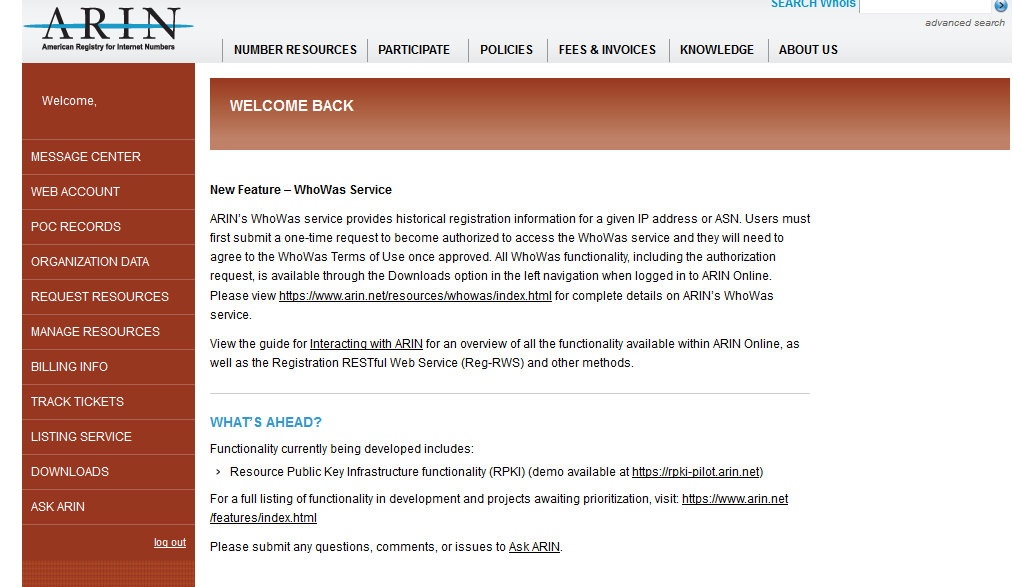 SEARCH Whois
advanced search
ARIN
American Registry for Internet Numbers
NUMBER RESOURCES
PARTICIPATE
POLICIES
FEES & INVOICES
KNOWLEDGE
ABOUT US
Welcome,
MESSAGE CENTER
WEB ACCOUNT
POC RECORDS
ORGANIZATION DATA
REQUEST RESOURCES
MANAGE RESOURCES
BILLING INFO
TRACK TICKETS
LISTING SERVICE
DOWNLOADS
ASK ARIN
log out
WELCOME BACK
New Feature – WhoWas Service
ARIN's WhoWas service provides historical registration information for a given IP address or ASN. Users must
first submit a one-time request to become authorized to access the WhoWas service and they will need to
agree to the WhoWas Terms of Use once approved. All WhoWas functionality, including the authorization
request, is available through the Downloads option in the left navigation when logged in to ARIN Online.
Please view https://www.arin.net/resources/whowas/index.html for complete details on ARIN's WhoWas
service.
View the guide for Interacting with ARIN for an overview of all the functionality available within ARIN Online, as
well as the Registration RESTful Web Service (Reg-RWS) and other methods.
WHAT'S AHEAD?
Functionality currently being developed includes:
› Resource Public Key Infrastructure functionality (RPKI) (demo available at https://rpki-pilot.arin.net)
For a full listing of functionality in development and projects awaiting prioritization, visit: https://www.arin.net
/features/index.html
Please submit any questions, comments, or issues to Ask ARIN.